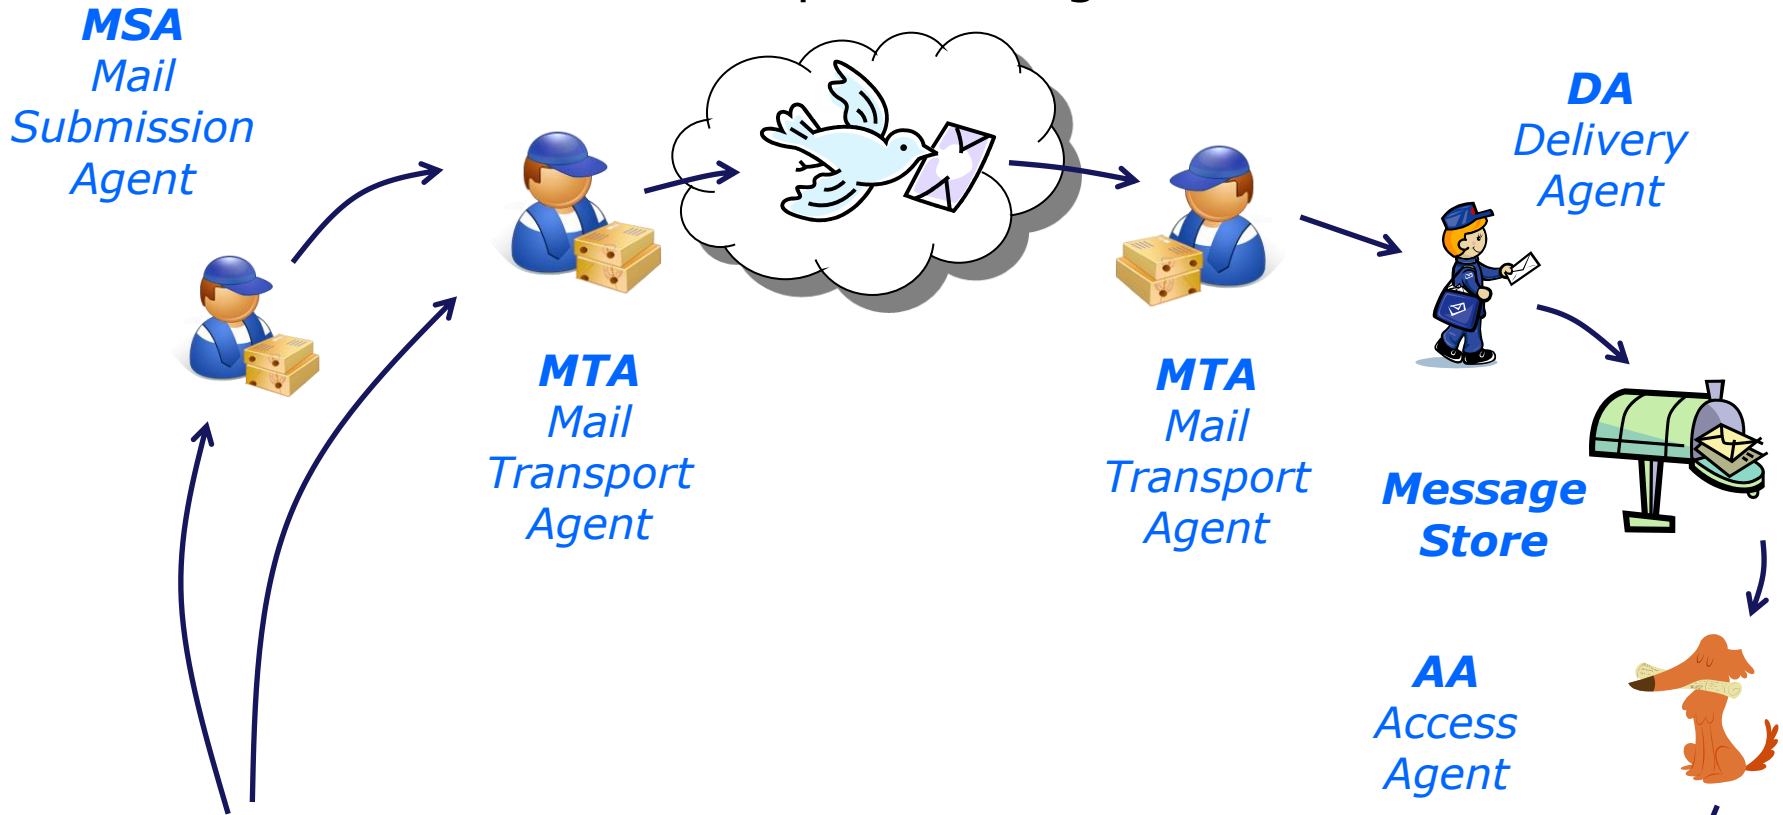 MSA
Mail
Submission
Agent
MTA
Mail
Transport
Agent
MTA
Mail
Transport
Agent
DA
Delivery
Agent
Message
Store
AA
Access
Agent